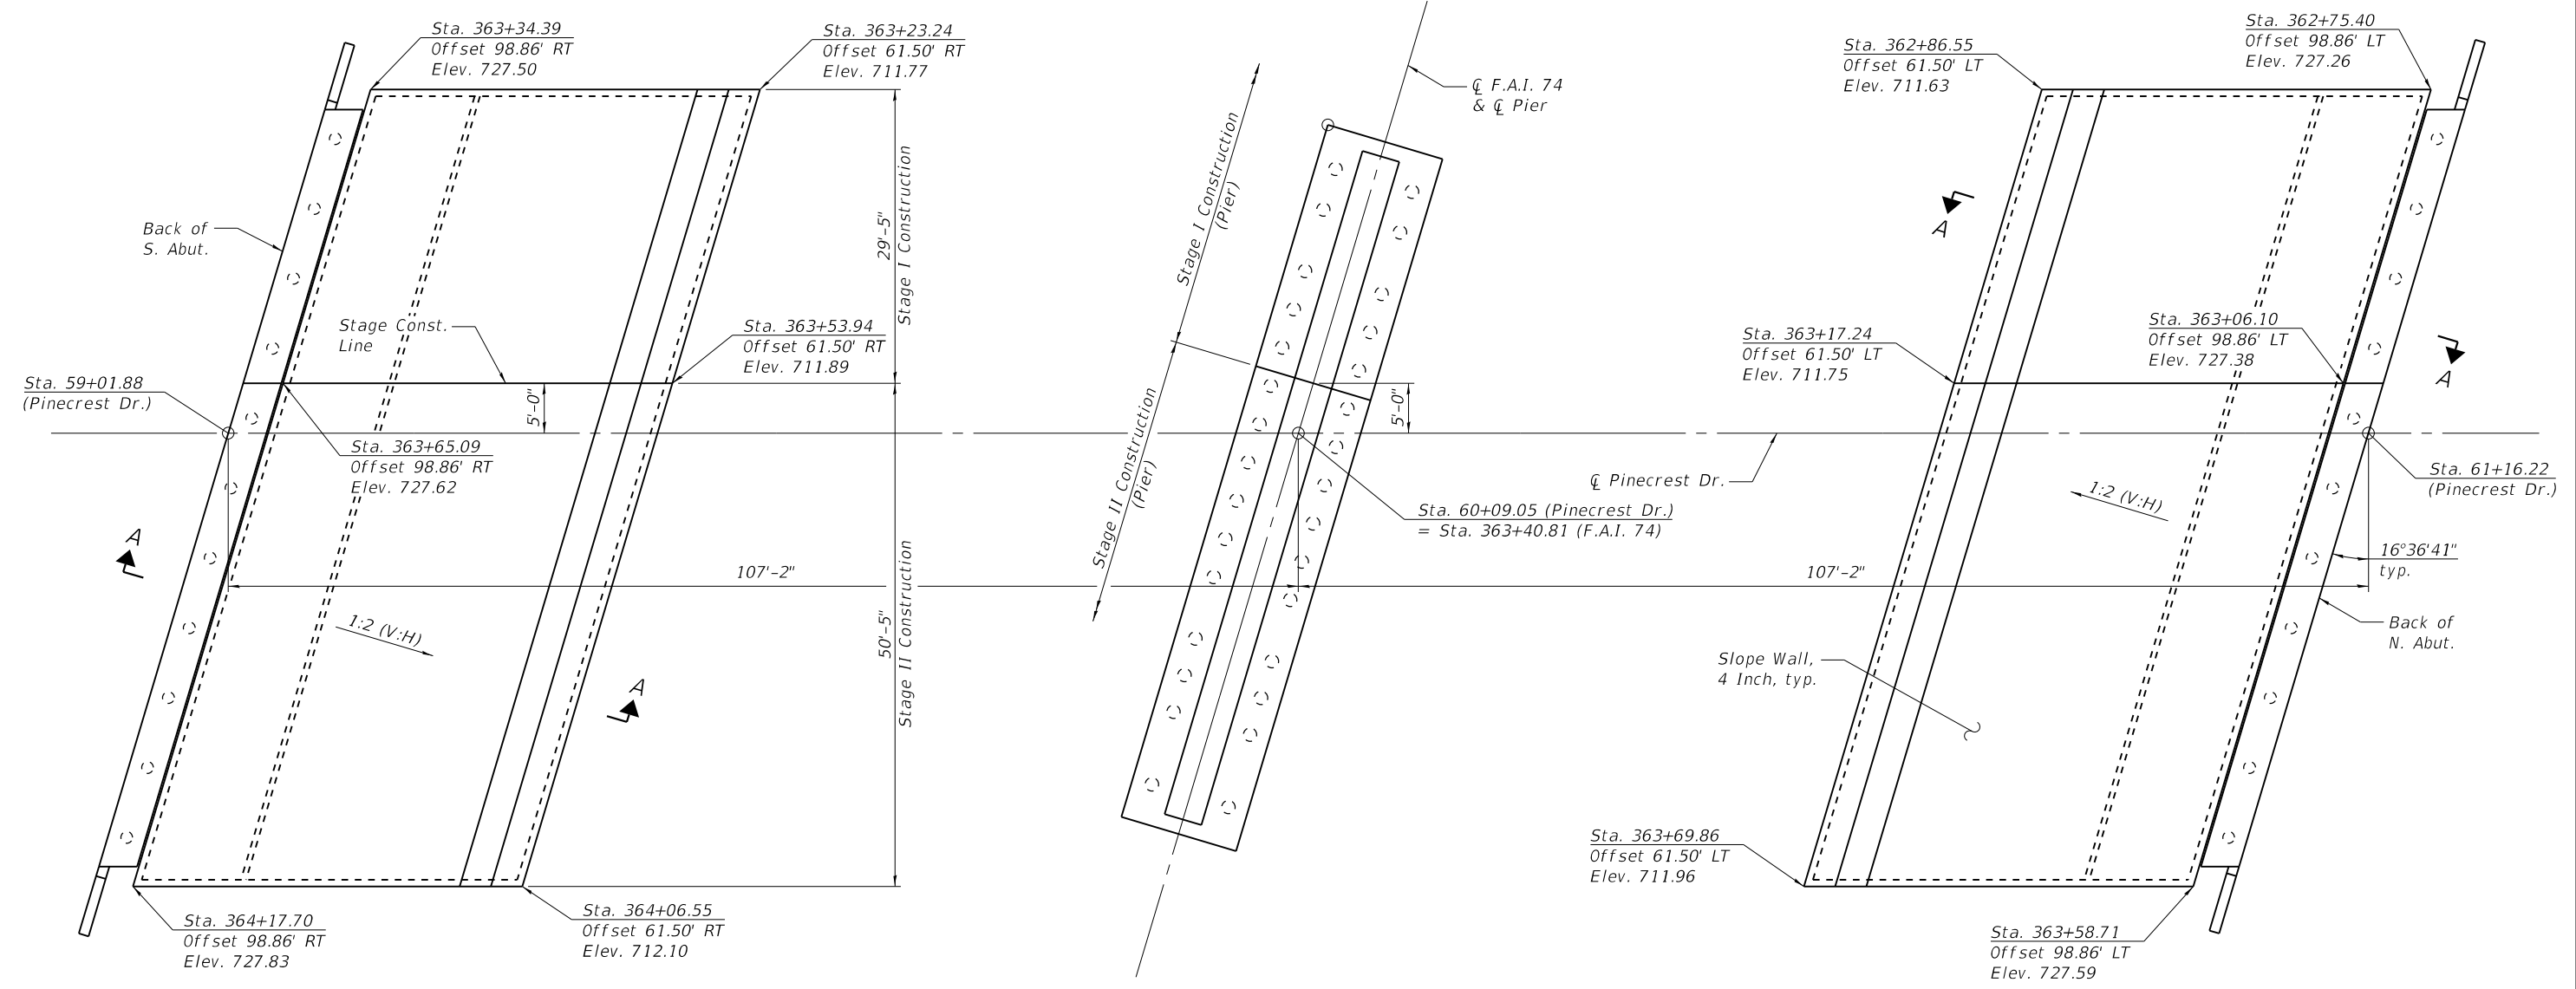 Sta. 363+34.39
Offset 98.86' RT
Elev. 727.50
Sta. 363+23.24
Offset 61.50' RT
Elev. 711.77
℄ F.A.I. 74
& ℄ Pier
Sta. 362+86.55
Offset 61.50' LT
Elev. 711.63
Sta. 362+75.40
Offset 98.86' LT
Elev. 727.26
Back of
S. Abut.
29'-5"
Stage I Construction
Stage I Construction
(Pier)
A
A
Stage Const.
Line
Sta. 363+53.94
Offset 61.50' RT
Elev. 711.89
Sta. 363+17.24
Offset 61.50' LT
Elev. 711.75
Sta. 363+06.10
Offset 98.86' LT
Elev. 727.38
Sta. 59+01.88
(Pinecrest Dr.)
5'-0"
5'-0"
Sta. 363+65.09
Offset 98.86' RT
Elev. 727.62
Stage II Construction
(Pier)
℄ Pinecrest Dr.
Sta. 60+09.05 (Pinecrest Dr.)
= Sta. 363+40.81 (F.A.I. 74)
1:2 (V:H)
Sta. 61+16.22
(Pinecrest Dr.)
A
107'-2"
107'-2"
16°36'41"
typ.
1:2 (V:H)
50'-5"
Stage II Construction
Back of
N. Abut.
A
Slope Wall,
4 Inch, typ.
Sta. 363+69.86
Offset 61.50' LT
Elev. 711.96
Sta. 364+17.70
Offset 98.86' RT
Elev. 727.83
Sta. 364+06.55
Offset 61.50' RT
Elev. 712.10
Sta. 363+58.71
Offset 98.86' LT
Elev. 727.59